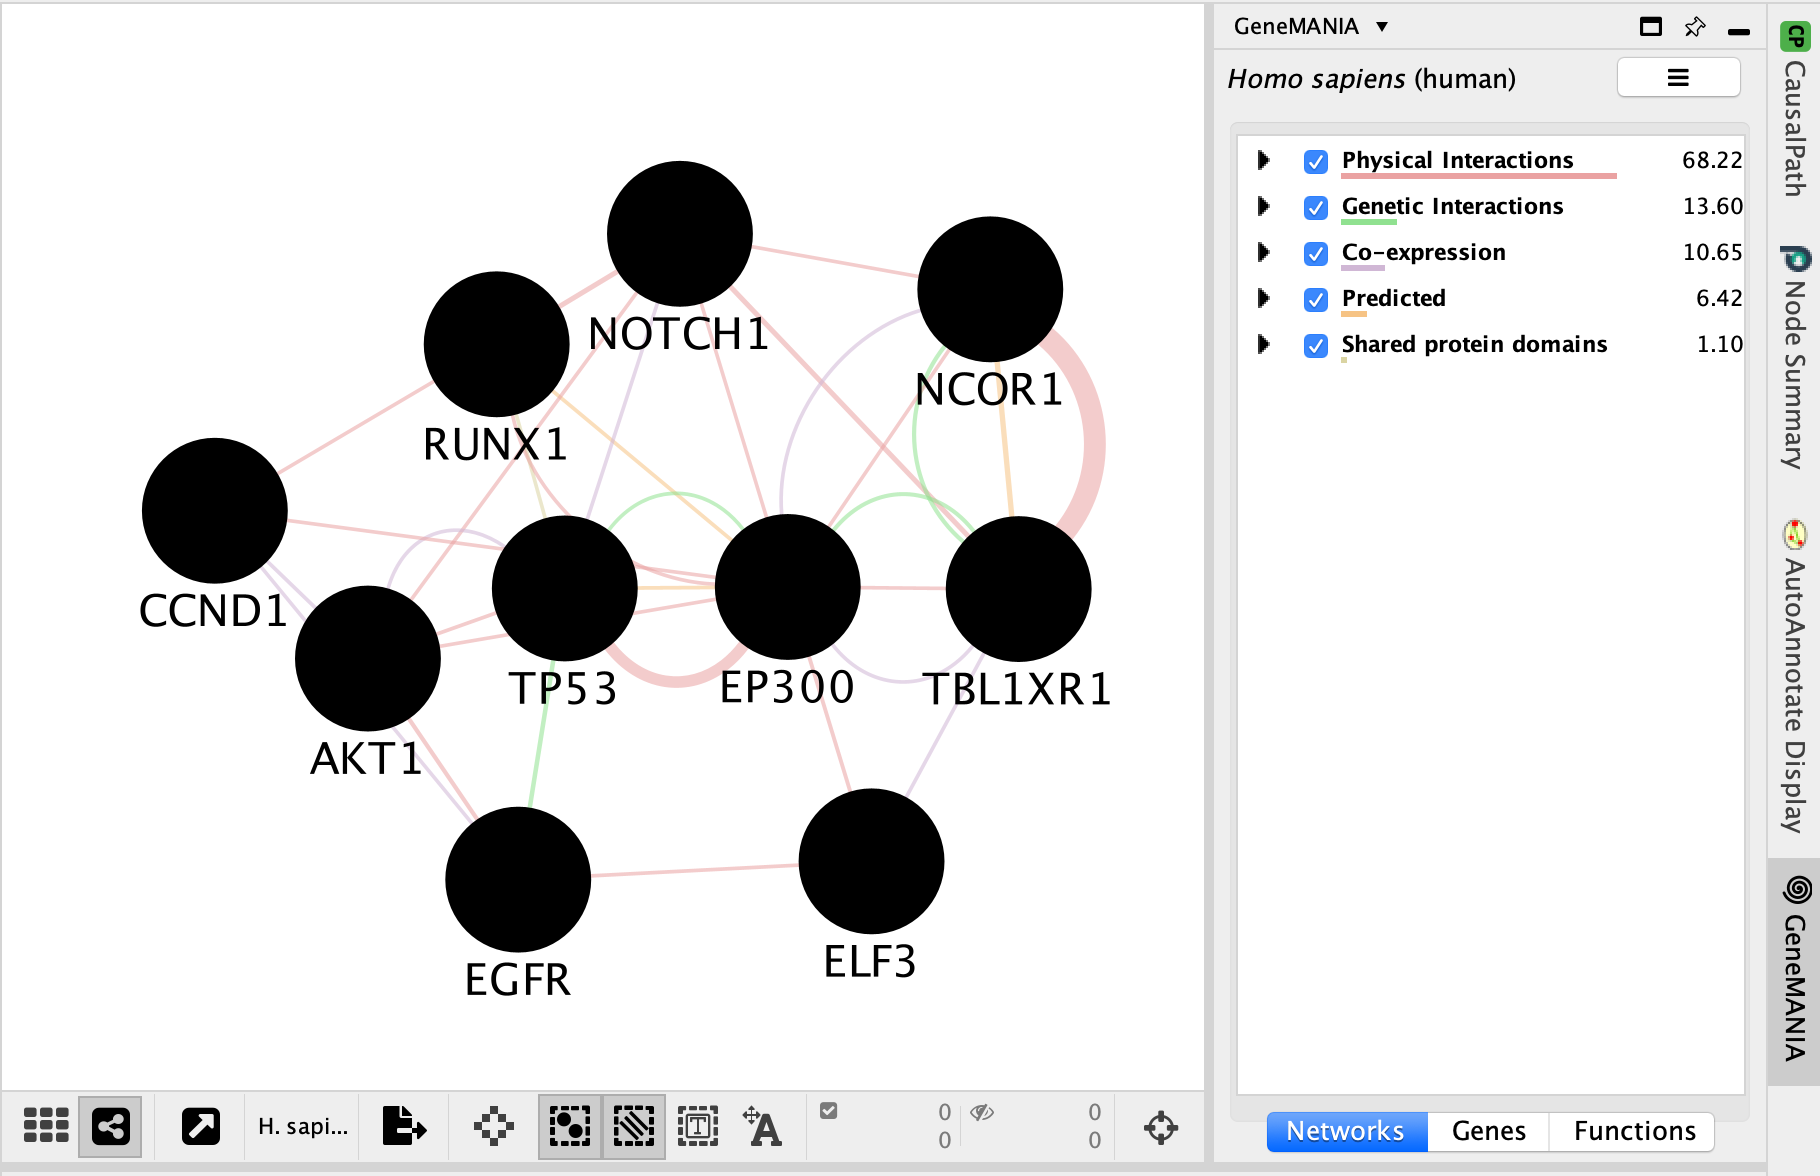 GeneMANIA ▼
Homo sapiens (human)
Physical Interactions 68.22
Genetic Interactions 13.60
Co-expression 10.65
Predicted 6.42
Shared protein domains 1.10
NOTCH1
NCOR1
RUNX1
CCND1
TP53
EP300
TBL1XR1
AKT1
EGFR
ELF3
H. sapi...
T
A
0 0
0 0
Networks Genes Functions
CP CausalPath
Node Summary
AutoAnnotate Display
GeneMANIA